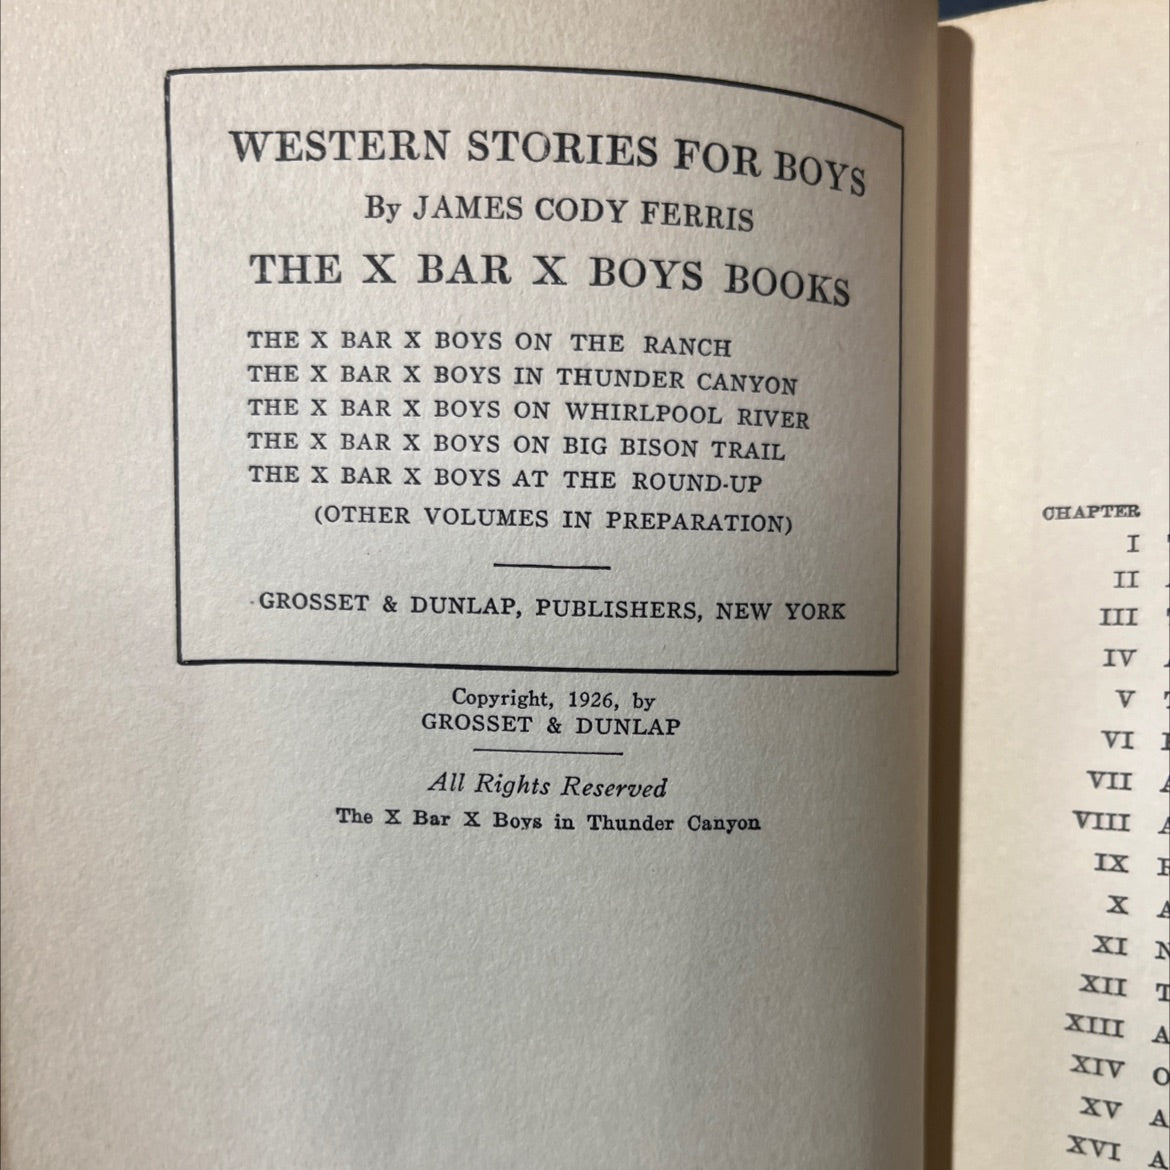 WESTERN STORIES FOR BOYS
By JAMES CODY FERRIS
THE X BAR X BOYS BOOKS
THE X BAR X BOYS ON THE RANCH
THE X BAR X BOYS IN THUNDER CANYON
THE X BAR X BOYS ON WHIRLPOOL RIVER
THE X BAR X BOYS ON BIG BISON TRAIL
THE X BAR X BOYS AT THE ROUND-UP
(OTHER VOLUMES IN PREPARATION)
GROSSET & DUNLAP, PUBLISHERS, NEW YORK
Copyright, 1926, by
GROSSET & DUNLAP
All Rights Reserved
The X Bar X Boys in Thunder Canyon
CHAPTER
I
II
III
IV
V
VI
VII
VIII
IX
X
XI
XII
XIII
XIV
XV
XVI